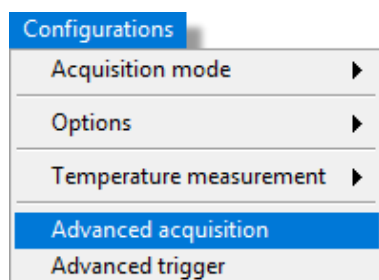 Configurations
Acquisition mode
Options
Temperature measurement
Advanced acquisition
Advanced trigger